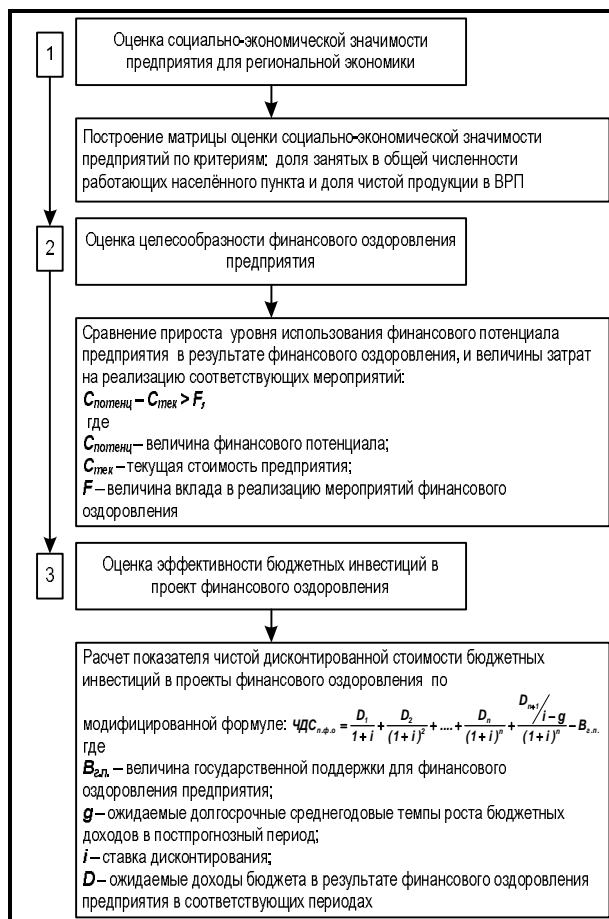 1
Оценка социально-экономической значимости
предприятия для региональной экономики
Построение матрицы оценки социально-экономической значимости
предприятий по критериям: доля занятых в общей численности
работающих населённого пункта и доля чистой продукции в ВРП
2
Оценка целесообразности финансового оздоровления
предприятия
Сравнение прироста уровня использования финансового потенциала
предприятия в результате финансового оздоровления, и величины затрат
на реализацию соответствующих мероприятий:
Cпотенц – Cтек > F,
где
Cпотенц – величина финансового потенциала;
Cтек – текущая стоимость предприятия;
F – величина вклада в реализацию мероприятий финансового
оздоровления
3
Оценка эффективности бюджетных инвестиций в
проект финансового оздоровления
Расчет показателя чистой дисконтированной стоимости бюджетных
инвестиций в проекты финансового оздоровления по
модифицированной формуле: ЧДСп.ф.о = D1/(1+i) + D2/(1+i)^2 + .... + Dn/(1+i)^n + (Dn+1/i – g)/(1+i)^n – Bг.п.
где
Bг.п. – величина государственной поддержки для финансового
оздоровления предприятия;
g – ожидаемые долгосрочные среднегодовые темпы роста бюджетных
доходов в постпрогнозный период;
i – ставка дисконтирования;
D – ожидаемые доходы бюджета в результате финансового оздоровления
предприятия в соответствующих периодах